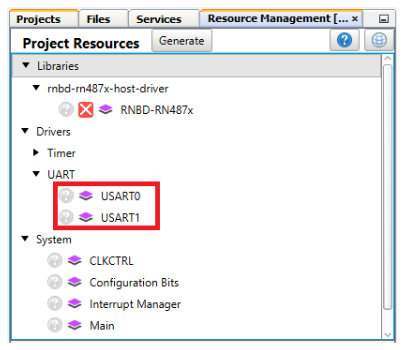 Projects Files Services Resource Management [... ×
Project Resources Generate ?
▼ Libraries
▼ rnbd-rn487x-host-driver
? RNBD-RN487x
▼ Drivers
▶ Timer
▼ UART
? USART0
? USART1
▼ System
? CLKCTRL
? Configuration Bits
? Interrupt Manager
? Main